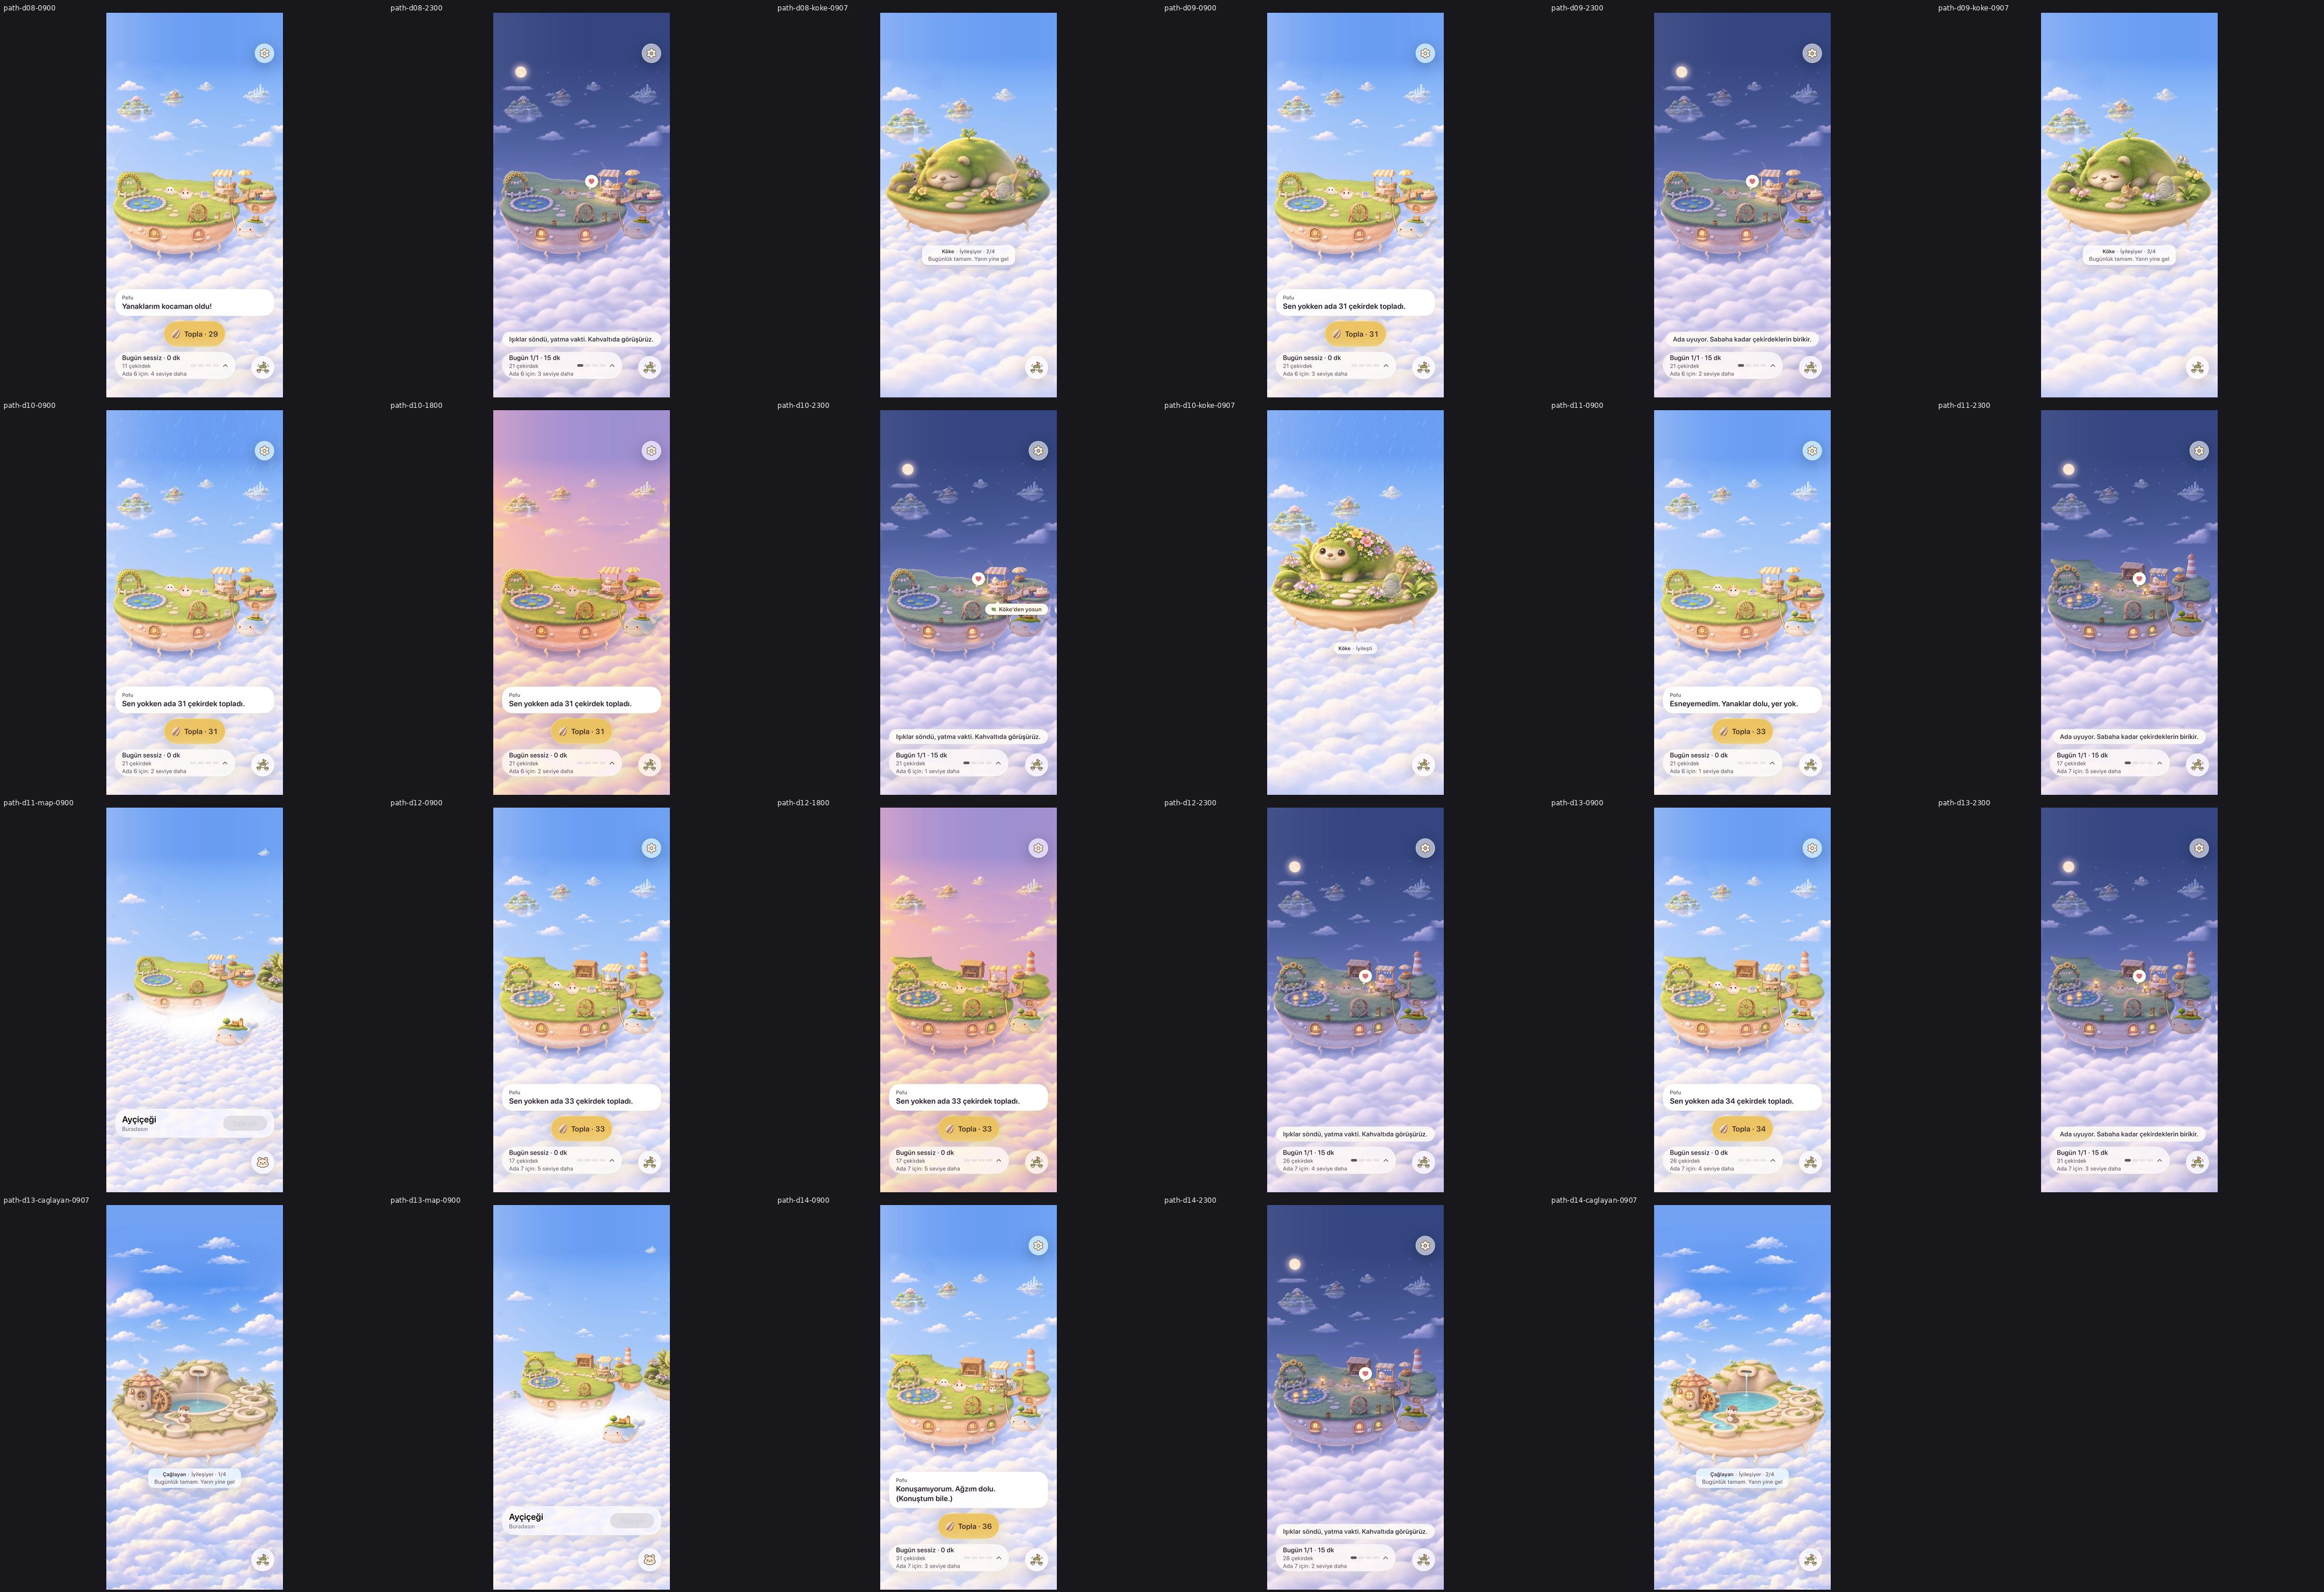 path-d08-0900
path-d08-2300
path-d08-koke-0907
path-d09-0900
path-d09-2300
path-d09-koke-0907
Pofu
Yanaklarım kocaman oldu!
Topla · 29
Bugün sessiz · 0 dk
11 çekirdek
Ada 6 için: 4 seviye daha
Işıklar söndü, yatma vakti. Kahvaltıda görüşürüz.
Bugün 1/1 · 15 dk
21 çekirdek
Ada 6 için: 3 seviye daha
Köke · İyileşiyor · 2/4
Bugünlük tamam. Yarın yine gel
Pofu
Sen yokken ada 31 çekirdek topladı.
Topla · 31
Bugün sessiz · 0 dk
21 çekirdek
Ada 6 için: 3 seviye daha
Ada uyuyor. Sabaha kadar çekirdeklerin birikir.
Bugün 1/1 · 15 dk
21 çekirdek
Ada 6 için: 2 seviye daha
Köke · İyileşiyor · 3/4
Bugünlük tamam. Yarın yine gel
path-d10-0900
path-d10-1800
path-d10-2300
path-d10-koke-0907
path-d11-0900
path-d11-2300
Pofu
Sen yokken ada 31 çekirdek topladı.
Topla · 31
Bugün sessiz · 0 dk
21 çekirdek
Ada 6 için: 2 seviye daha
Pofu
Sen yokken ada 31 çekirdek topladı.
Topla · 31
Bugün sessiz · 0 dk
21 çekirdek
Ada 6 için: 2 seviye daha
Köke'den yosun
Işıklar söndü, yatma vakti. Kahvaltıda görüşürüz.
Bugün 1/1 · 15 dk
21 çekirdek
Ada 6 için: 1 seviye daha
Köke · İyileşti
Pofu
Esneyemedim. Yanaklar dolu, yer yok.
Topla · 33
Bugün sessiz · 0 dk
21 çekirdek
Ada 6 için: 1 seviye daha
Ada uyuyor. Sabaha kadar çekirdeklerin birikir.
Bugün 1/1 · 15 dk
17 çekirdek
Ada 7 için: 5 seviye daha
path-d11-map-0900
path-d12-0900
path-d12-1800
path-d12-2300
path-d13-0900
path-d13-2300
Ayçiçeği
Buradasın
Pofu
Sen yokken ada 33 çekirdek topladı.
Topla · 33
Bugün sessiz · 0 dk
17 çekirdek
Ada 7 için: 5 seviye daha
Pofu
Sen yokken ada 33 çekirdek topladı.
Topla · 33
Bugün sessiz · 0 dk
17 çekirdek
Ada 7 için: 5 seviye daha
Işıklar söndü, yatma vakti. Kahvaltıda görüşürüz.
Bugün 1/1 · 15 dk
26 çekirdek
Ada 7 için: 4 seviye daha
Pofu
Sen yokken ada 34 çekirdek topladı.
Topla · 34
Bugün sessiz · 0 dk
26 çekirdek
Ada 7 için: 4 seviye daha
Ada uyuyor. Sabaha kadar çekirdeklerin birikir.
Bugün 1/1 · 15 dk
31 çekirdek
Ada 7 için: 3 seviye daha
path-d13-caglayan-0907
path-d13-map-0900
path-d14-0900
path-d14-2300
path-d14-caglayan-0907
Çağlayan · İyileşiyor · 1/4
Bugünlük tamam. Yarın yine gel
Ayçiçeği
Buradasın
Pofu
Konuşamıyorum. Ağzım dolu.
(Konuştum bile.)
Topla · 36
Bugün sessiz · 0 dk
31 çekirdek
Ada 7 için: 3 seviye daha
Işıklar söndü, yatma vakti. Kahvaltıda görüşürüz.
Bugün 1/1 · 15 dk
28 çekirdek
Ada 7 için: 2 seviye daha
Çağlayan · İyileşiyor · 2/4
Bugünlük tamam. Yarın yine gel